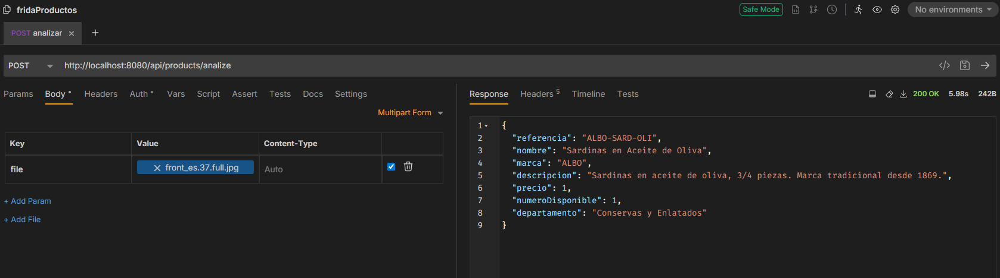 fridaProductos
Safe Mode
No environments
POST analizar
POST http://localhost:8080/api/products/analize
Params Body Headers Auth Vars Script Assert Tests Docs Settings
Multipart Form
Key Value Content-Type
file front_es.37.full.jpg Auto
+ Add Param
+ Add File
Response Headers 5 Timeline Tests 200 OK 5.98s 242B
1 {
2 "referencia": "ALBO-SARD-OLI",
3 "nombre": "Sardinas en Aceite de Oliva",
4 "marca": "ALBO",
5 "descripcion": "Sardinas en aceite de oliva, 3/4 piezas. Marca tradicional desde 1869.",
6 "precio": 1,
7 "numeroDisponible": 1,
8 "departamento": "Conservas y Enlatados"
9 }